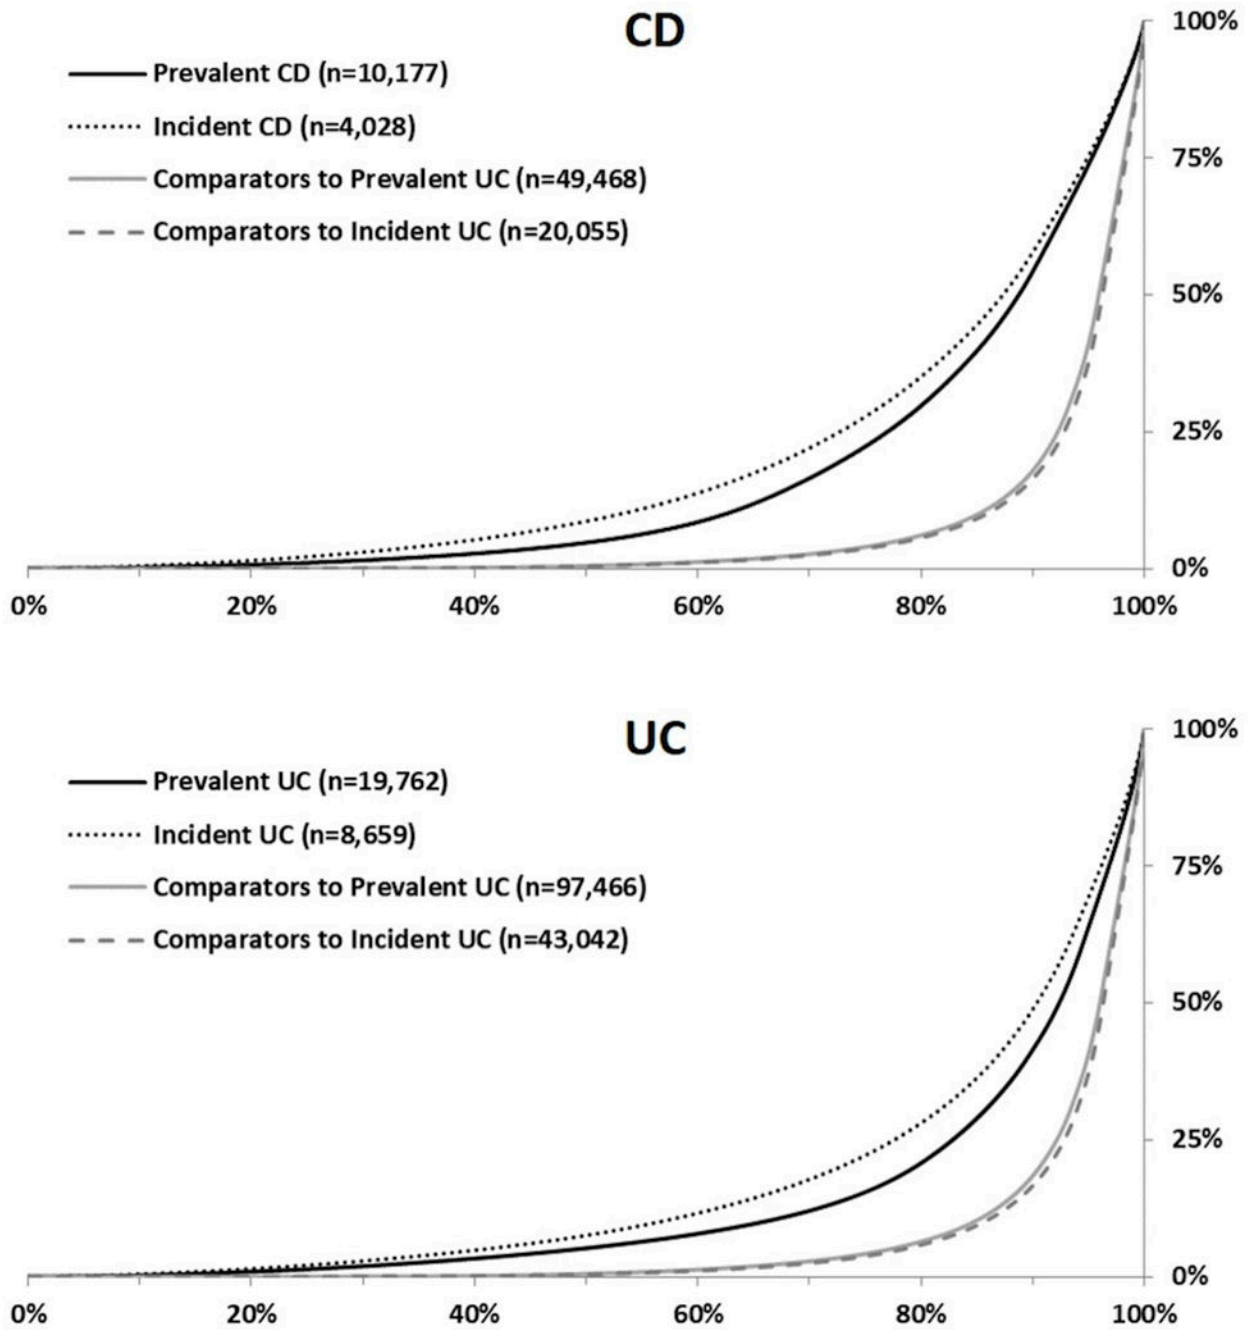 CD
100%
Prevalent CD (n=10,177)
Incident CD (n=4,028)
75%
Comparators to Prevalent UC (n=49,468)
Comparators to Incident UC (n=20,055)
50%
25%
0%
0% 20% 40% 60% 80% 100%
UC
100%
Prevalent UC (n=19,762)
Incident UC (n=8,659)
75%
Comparators to Prevalent UC (n=97,466)
Comparators to Incident UC (n=43,042)
50%
25%
0%
0% 20% 40% 60% 80% 100%